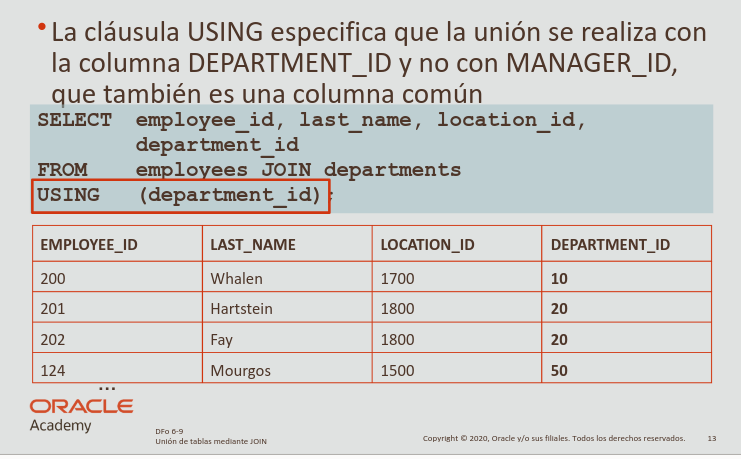 • La cláusula USING especifica que la unión se realiza con
la columna DEPARTMENT_ID y no con MANAGER_ID,
que también es una columna común
SELECT employee_id, last_name, location_id,
department_id
FROM employees JOIN departments
USING (department_id);
EMPLOYEE_ID LAST_NAME LOCATION_ID DEPARTMENT_ID
200 Whalen 1700 10
201 Hartstein 1800 20
202 Fay 1800 20
124 Mourgos 1500 50
...
ORACLE
Academy
DFo 6-9
Unión de tablas mediante JOIN
Copyright © 2020, Oracle y/o sus filiales. Todos los derechos reservados. 13